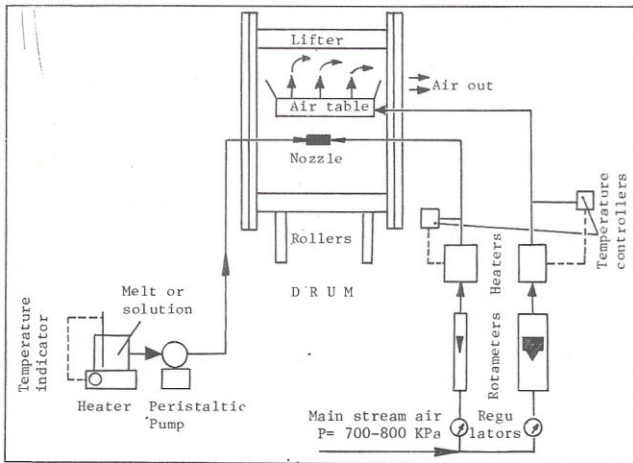 Lifter
Air table
Air out
Nozzle
Rollers
D R U M
Temperature
controllers
Heaters
Rotameters
Melt or
solution
Temperature
indicator
Heater
Peristaltic
Pump
Main stream air
P= 700-800 KPa
Regu
lators